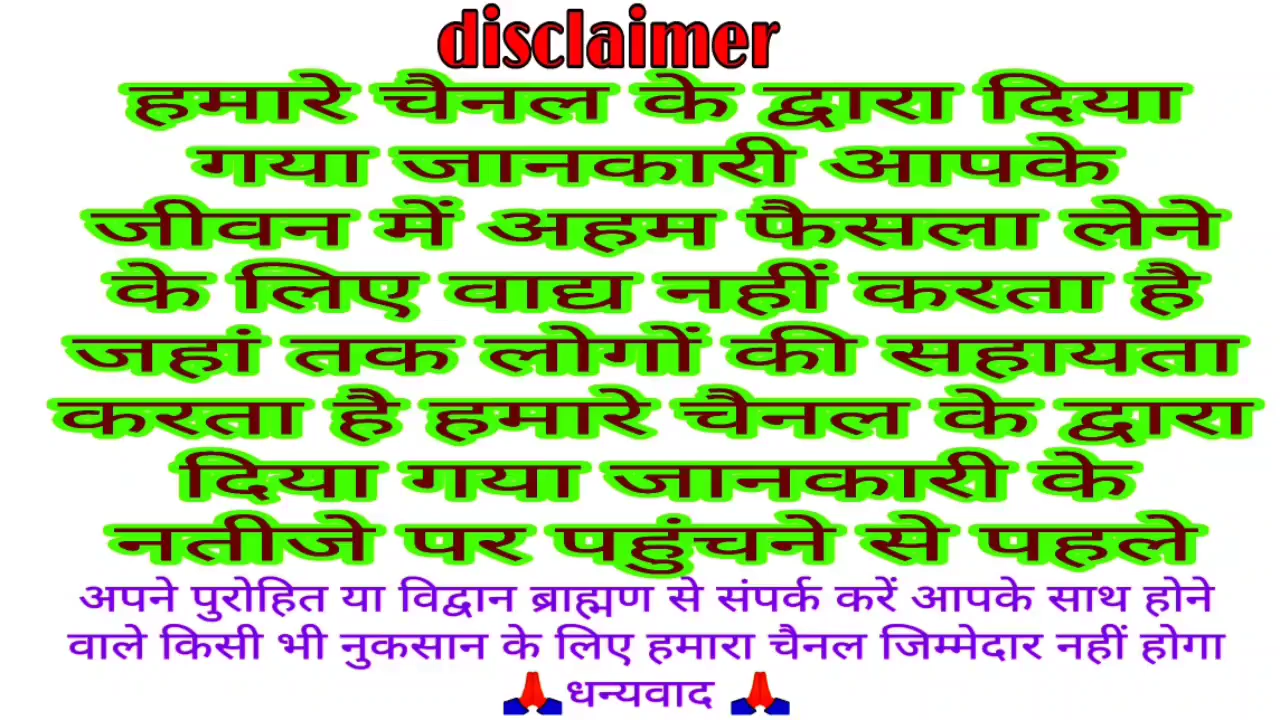 disclaimer
हमारे चैनल के द्वारा दिया
गया जानकारी आपके
जीवन में अहम फैसला लेने
के लिए वाद्य नहीं करता है
जहां तक लोगों की सहायता
करता है हमारे चैनल के द्वारा
दिया गया जानकारी के
नतीजे पर पहुंचने से पहले
अपने पुरोहित या विद्वान ब्राह्मण से संपर्क करें आपके साथ होने
वाले किसी भी नुकसान के लिए हमारा चैनल जिम्मेदार नहीं होगा
🙏धन्यवाद 🙏